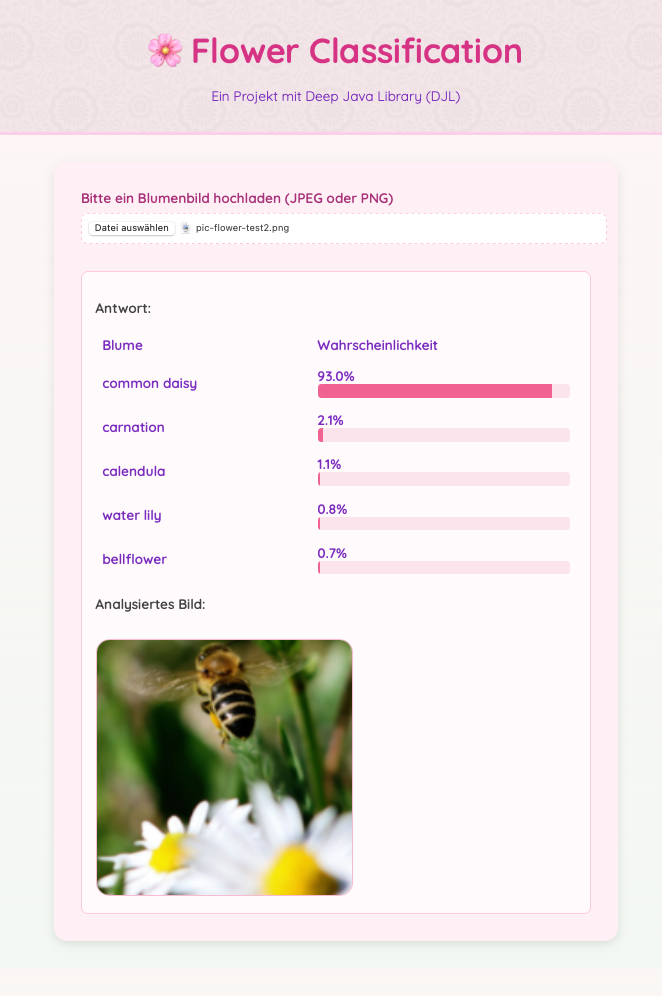 🌸 Flower Classification
Ein Projekt mit Deep Java Library (DJL)
Bitte ein Blumenbild hochladen (JPEG oder PNG)
Datei auswählen pic-flower-test2.png
Antwort:
Blume Wahrscheinlichkeit
common daisy 93.0%
carnation 2.1%
calendula 1.1%
water lily 0.8%
bellflower 0.7%
Analysiertes Bild: